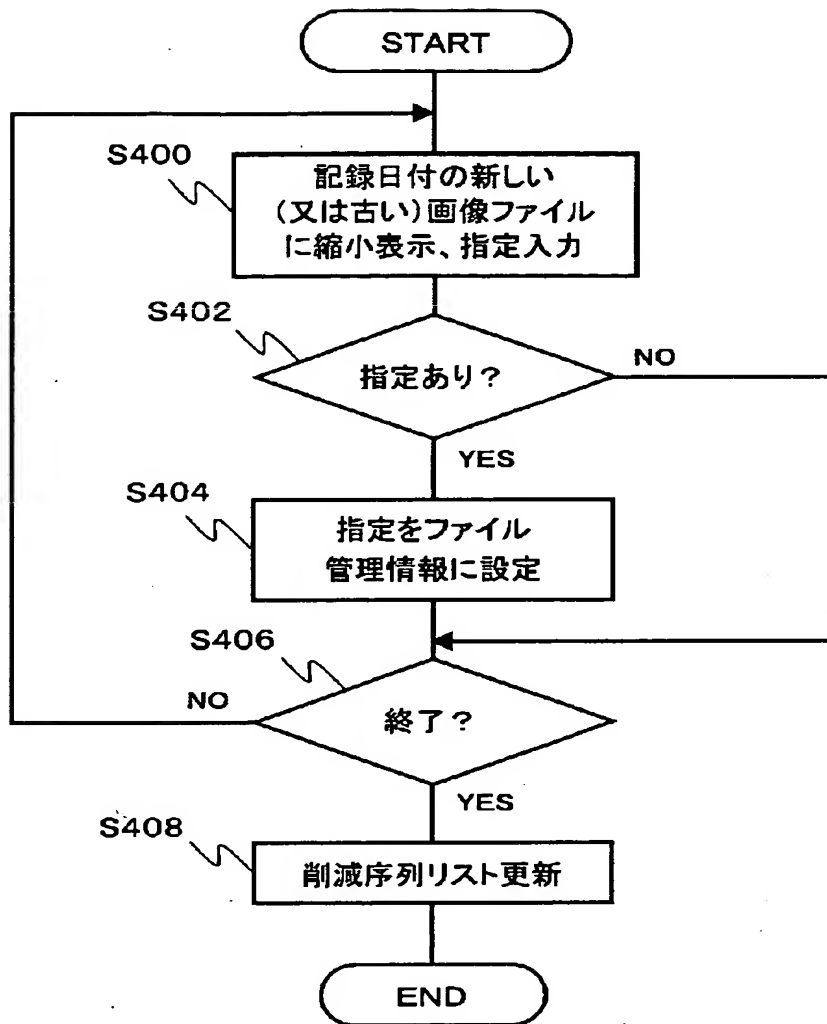 START
S400
記録日付の新しい
(又は古い)画像ファイル
に縮小表示、指定入力
S402
指定あり?
NO
YES
S404
指定をファイル
管理情報に設定
S406
NO
終了?
YES
S408
削減序列リスト更新
END